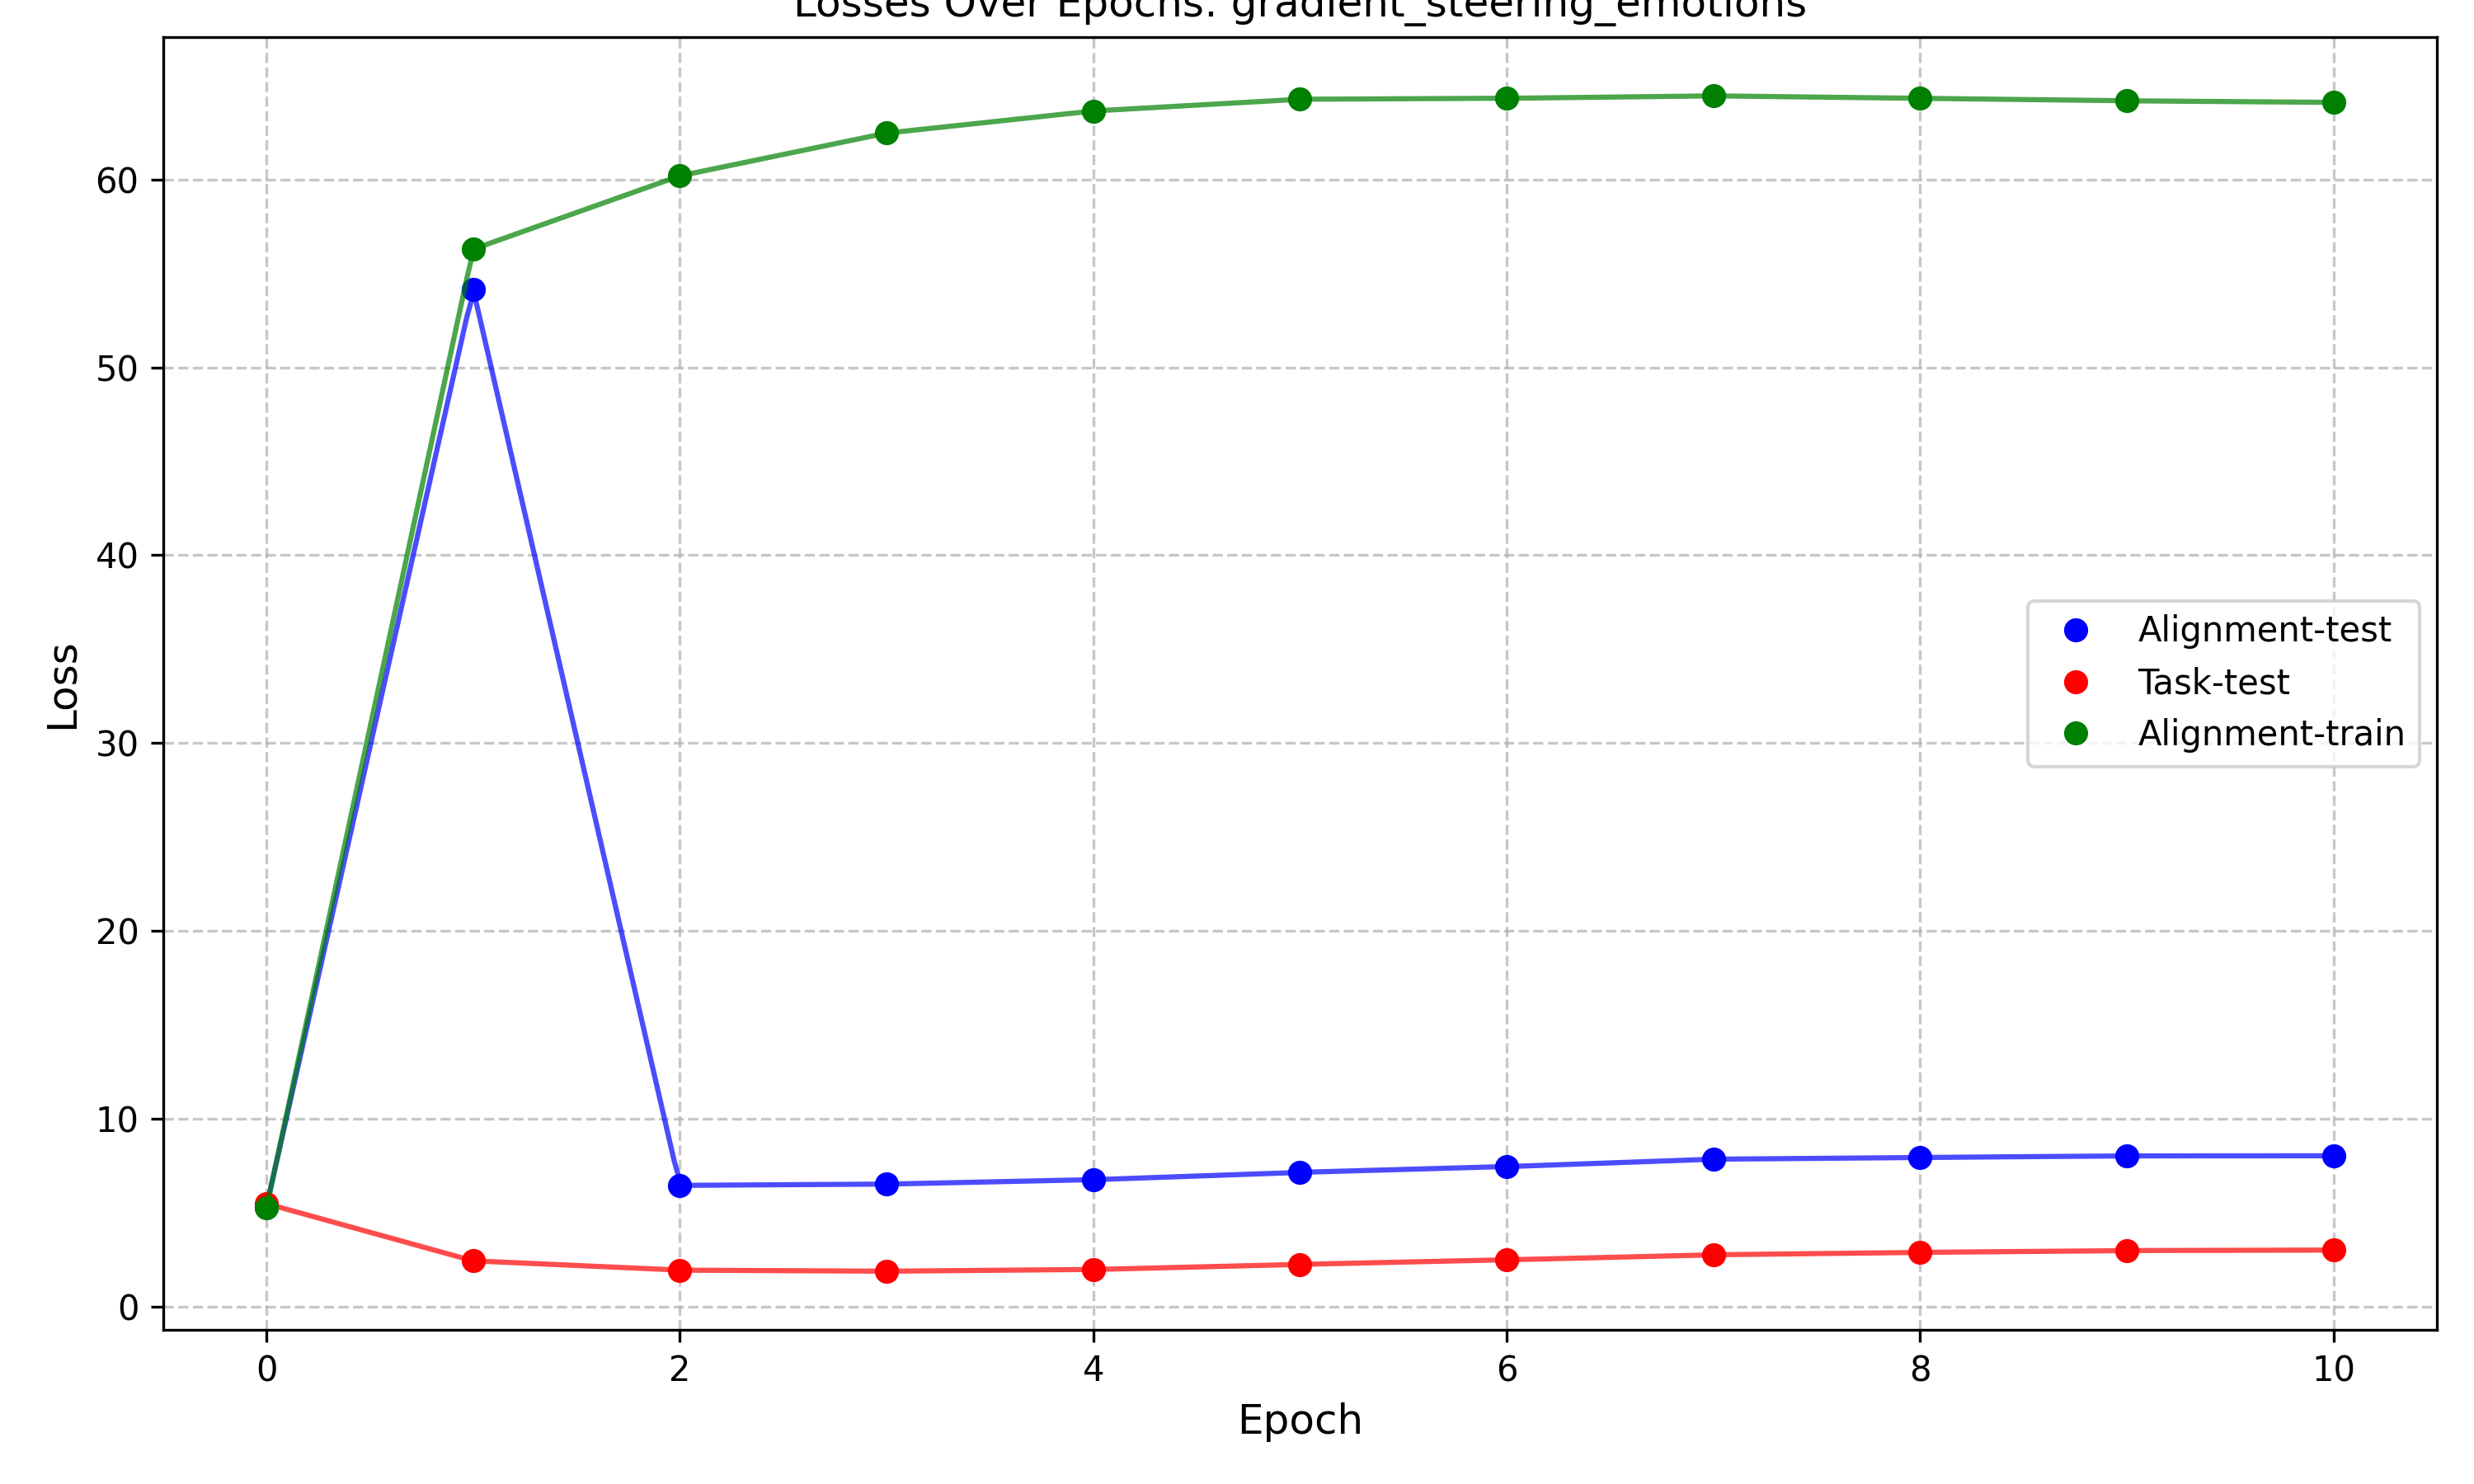 Losses Over Epochs: gradient_steering_emotions
60
50
40
30
20
10
0
Loss
Alignment-test
Task-test
Alignment-train
0 2 4 6 8 10
Epoch